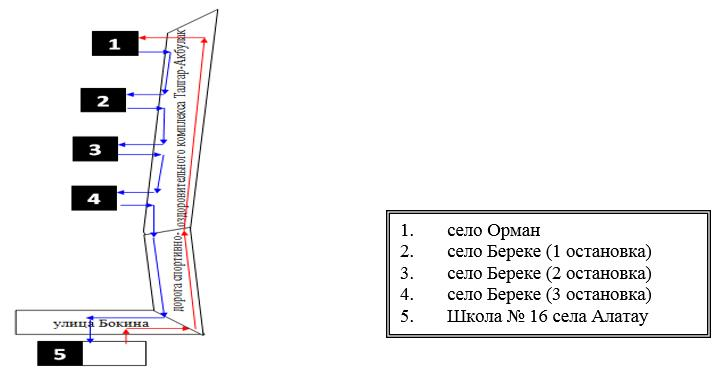 1
2
3
4
5
дорога спортивно-оздоровительного комплекса Талгар-Акбулак
улица Бокина
1. село Орман
2. село Береке (1 остановка)
3. село Береке (2 остановка)
4. село Береке (3 остановка)
5. Школа № 16 села Алатау